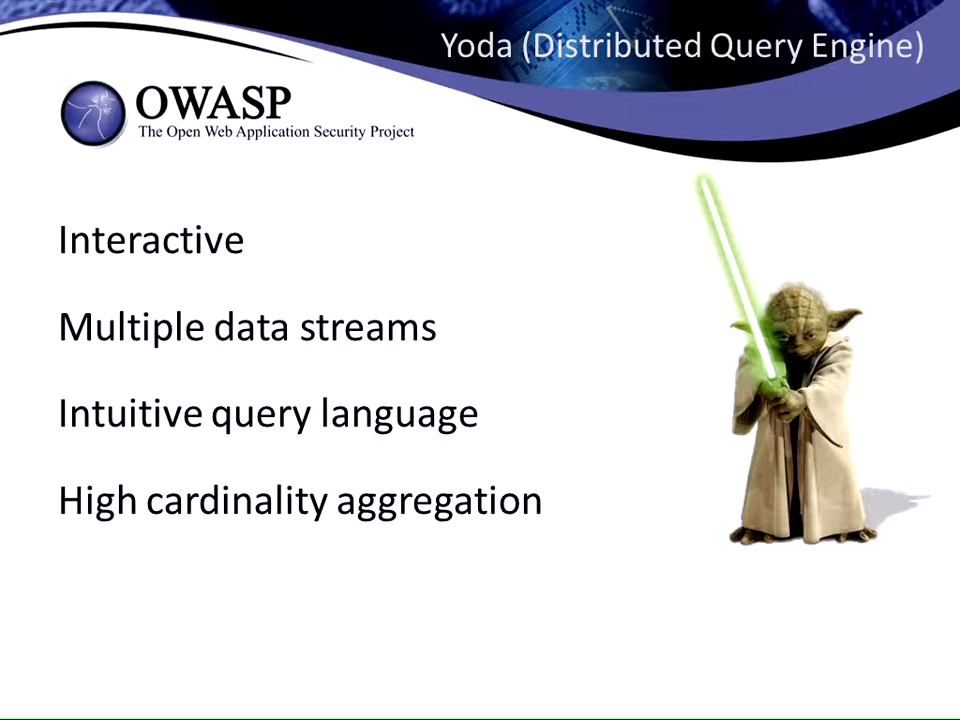 Yoda (Distributed Query Engine)
OWASP
The Open Web Application Security Project
Interactive
Multiple data streams
Intuitive query language
High cardinality aggregation